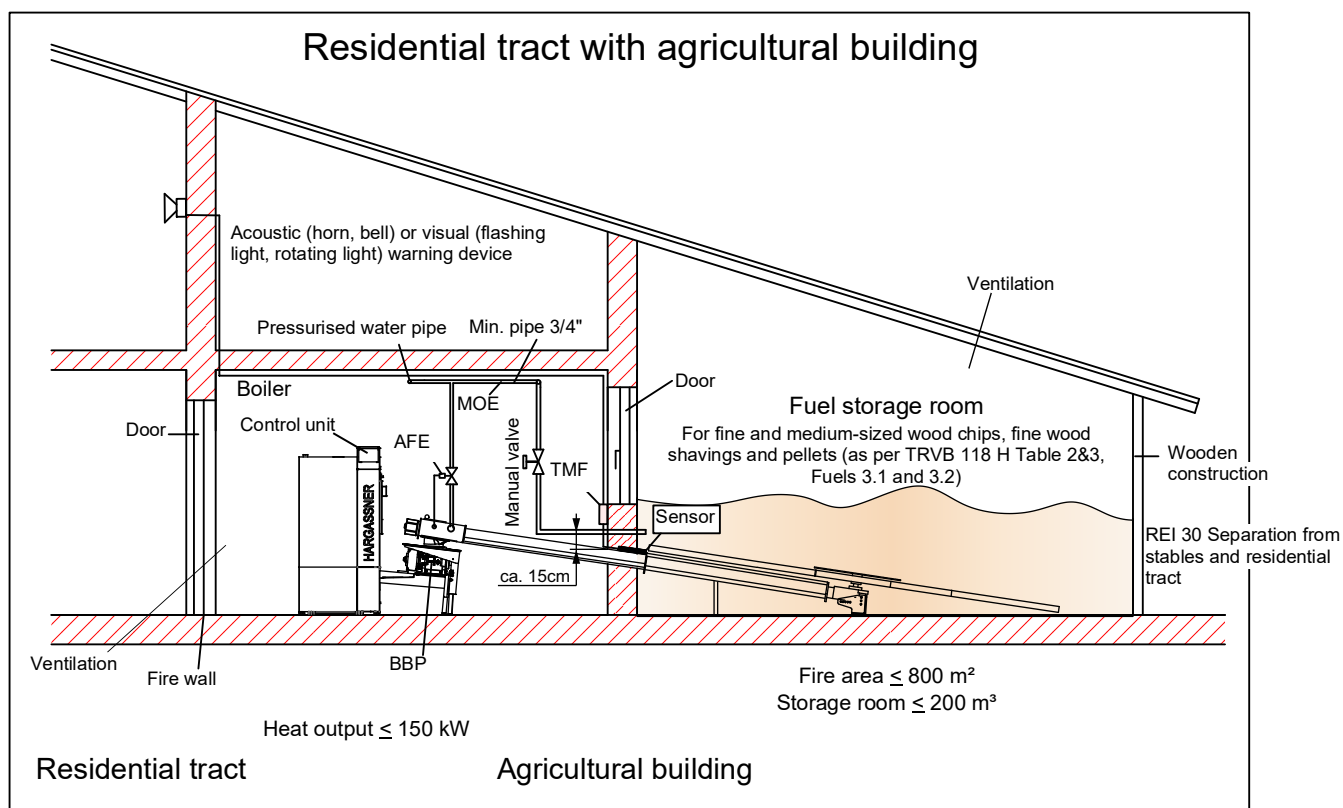 Residential tract with agricultural building
Acoustic (horn, bell) or visual (flashing
light, rotating light) warning device
Ventilation
Pressurised water pipe
Min. pipe 3/4"
Boiler
MOE
Door
Door
Control unit
AFE
Manual valve
TMF
Fuel storage room
For fine and medium-sized wood chips, fine wood
shavings and pellets (as per TRVB 118 H Table 2&3,
Fuels 3.1 and 3.2)
Wooden
construction
Sensor
HARGASSNER
REI 30 Separation from
stables and residential
tract
ca. 15cm
Ventilation
Fire wall
BBP
Fire area ≤ 800 m²
Storage room ≤ 200 m³
Heat output ≤ 150 kW
Residential tract
Agricultural building